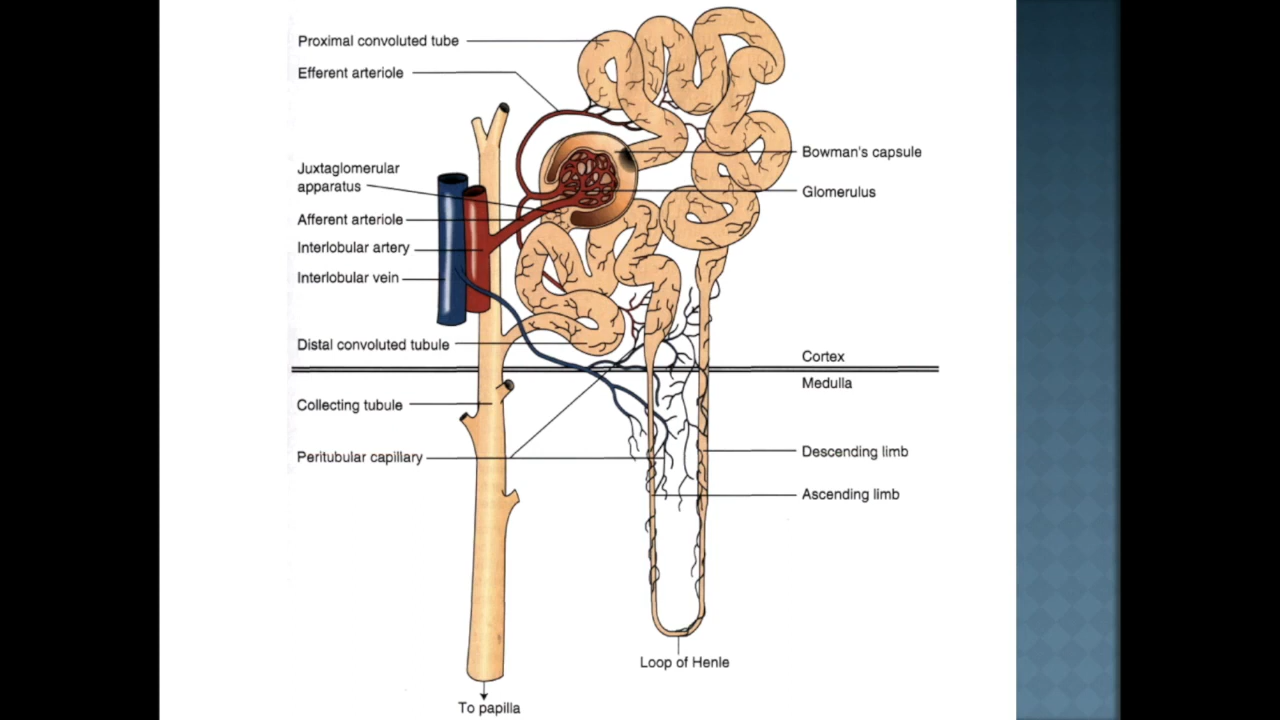 Proximal convoluted tube
Efferent arteriole
Juxtaglomerular
apparatus
Afferent arteriole
Interlobular artery
Interlobular vein
Distal convoluted tubule
Collecting tubule
Peritubular capillary
To papilla
Bowman's capsule
Glomerulus
Cortex
Medulla
Descending limb
Ascending limb
Loop of Henle